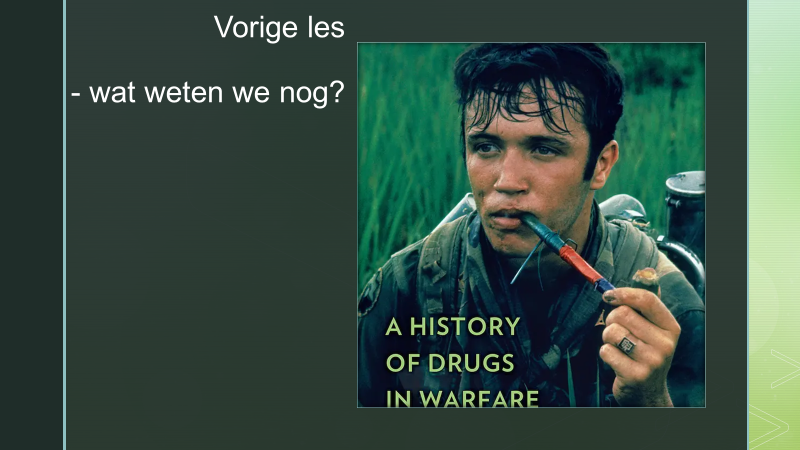 Vorige les
- wat weten we nog?
A HISTORY
OF DRUGS
IN WARFARE